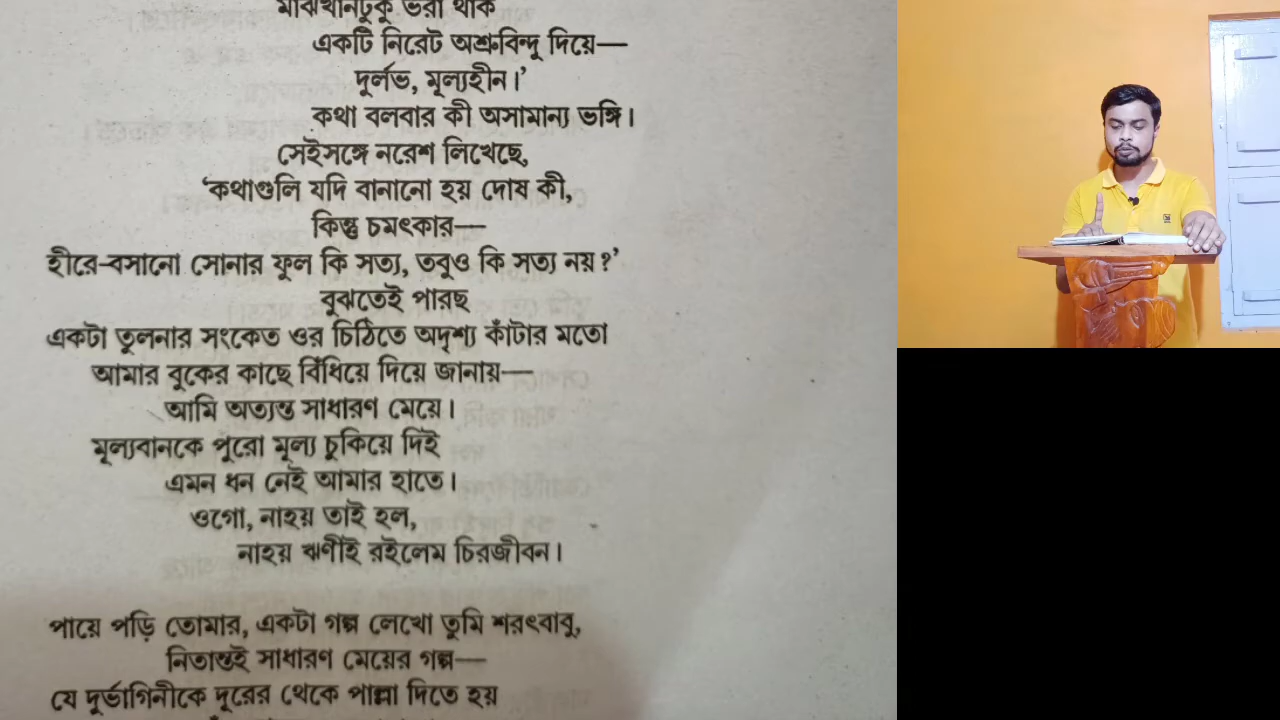 মাঝখানটুকু ভরা থাক
একটি নিরেট অশ্রুবিন্দু দিয়ে—
দুর্লভ, মূল্যহীন।’
কথা বলবার কী অসামান্য ভঙ্গি।
সেইসঙ্গে নরেশ লিখেছে,
‘কথাগুলি যদি বানানো হয় দোষ কী,
কিন্তু চমৎকার—
হীরে-বসানো সোনার ফুল কি সত্য, তবুও কি সত্য নয়?’
বুঝতেই পারছ
একটা তুলনার সংকেত ওর চিঠিতে অদৃশ্য কাঁটার মতো
আমার বুকের কাছে বিঁধিয়ে দিয়ে জানায়—
আমি অত্যন্ত সাধারণ মেয়ে।
মূল্যবানকে পুরো মূল্য চুকিয়ে দিই
এমন ধন নেই আমার হাতে।
ওগো, নাহয় তাই হল,
নাহয় ঋণীই রইলেম চিরজীবন।
পায়ে পড়ি তোমার, একটা গল্প লেখো তুমি শরৎবাবু,
নিতান্তই সাধারণ মেয়ের গল্প—
যে দুর্ভাগিনীকে দূরের থেকে পাল্লা দিতে হয়